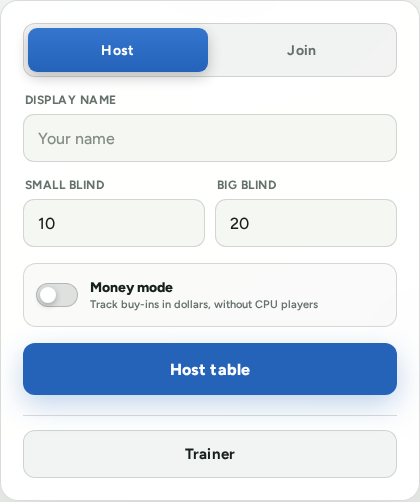 Host Join
DISPLAY NAME
Your name
SMALL BLIND BIG BLIND
10 20
Money mode
Track buy-ins in dollars, without CPU players
Host table
Trainer